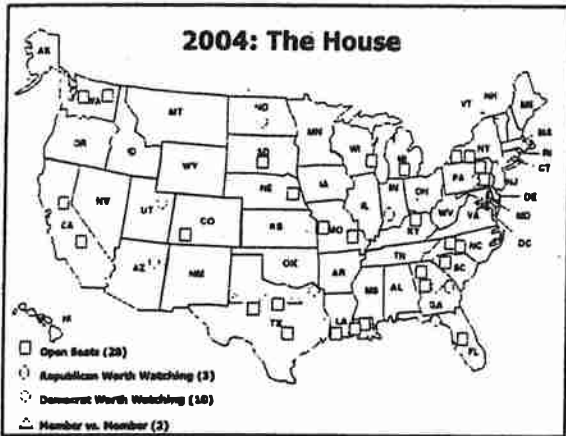 2004: The House
AK
WA
MT
ND
MN
VT
NH
ME
OR
ID
SD
WI
MI
NY
MA
RI
CT
WY
NE
IA
PA
NJ
NV
UT
CO
IL
IN
OH
WV
VA
DE
MD
DC
CA
KS
MO
KY
NC
AZ
NM
OK
AR
TN
SC
TX
LA
MS
AL
GA
FL
HI
Open Seats (28)
Republican Worth Watching (3)
Democrat Worth Watching (10)
Member vs. Member (2)